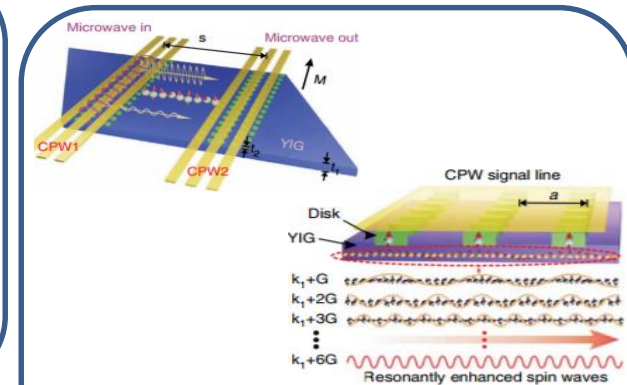 Microwave in
s
Microwave out
M
CPW1
CPW2
t2
YIG
t1
CPW signal line
a
Disk
YIG
k₁+G
k₁+2G
k₁+3G
k₁+6G
Resonantly enhanced spin waves